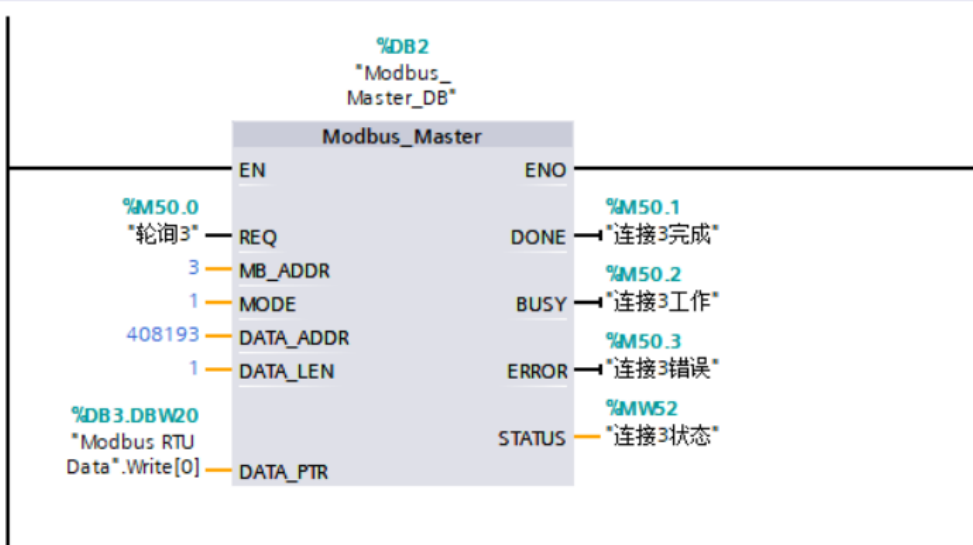 %DB2
"Modbus_
Master_DB"
Modbus_Master
EN
ENO
%M50.0
"轮询3"
REQ
%M50.1
DONE
"连接3完成"
3
MB_ADDR
%M50.2
1
MODE
BUSY
"连接3工作"
408193
DATA_ADDR
%M50.3
1
DATA_LEN
ERROR
"连接3错误"
%DB3.DBW20
"Modbus RTU
Data".Write[0]
DATA_PTR
%MW52
STATUS
"连接3状态"